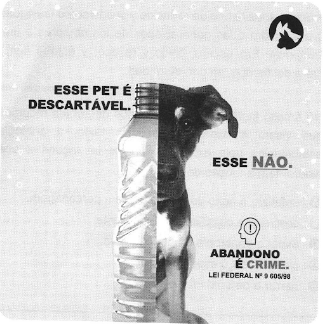 ESSE PET É
DESCARTÁVEL.
ESSE NÃO.
ABANDONO
É CRIME.
LEI FEDERAL Nº 9 605/98